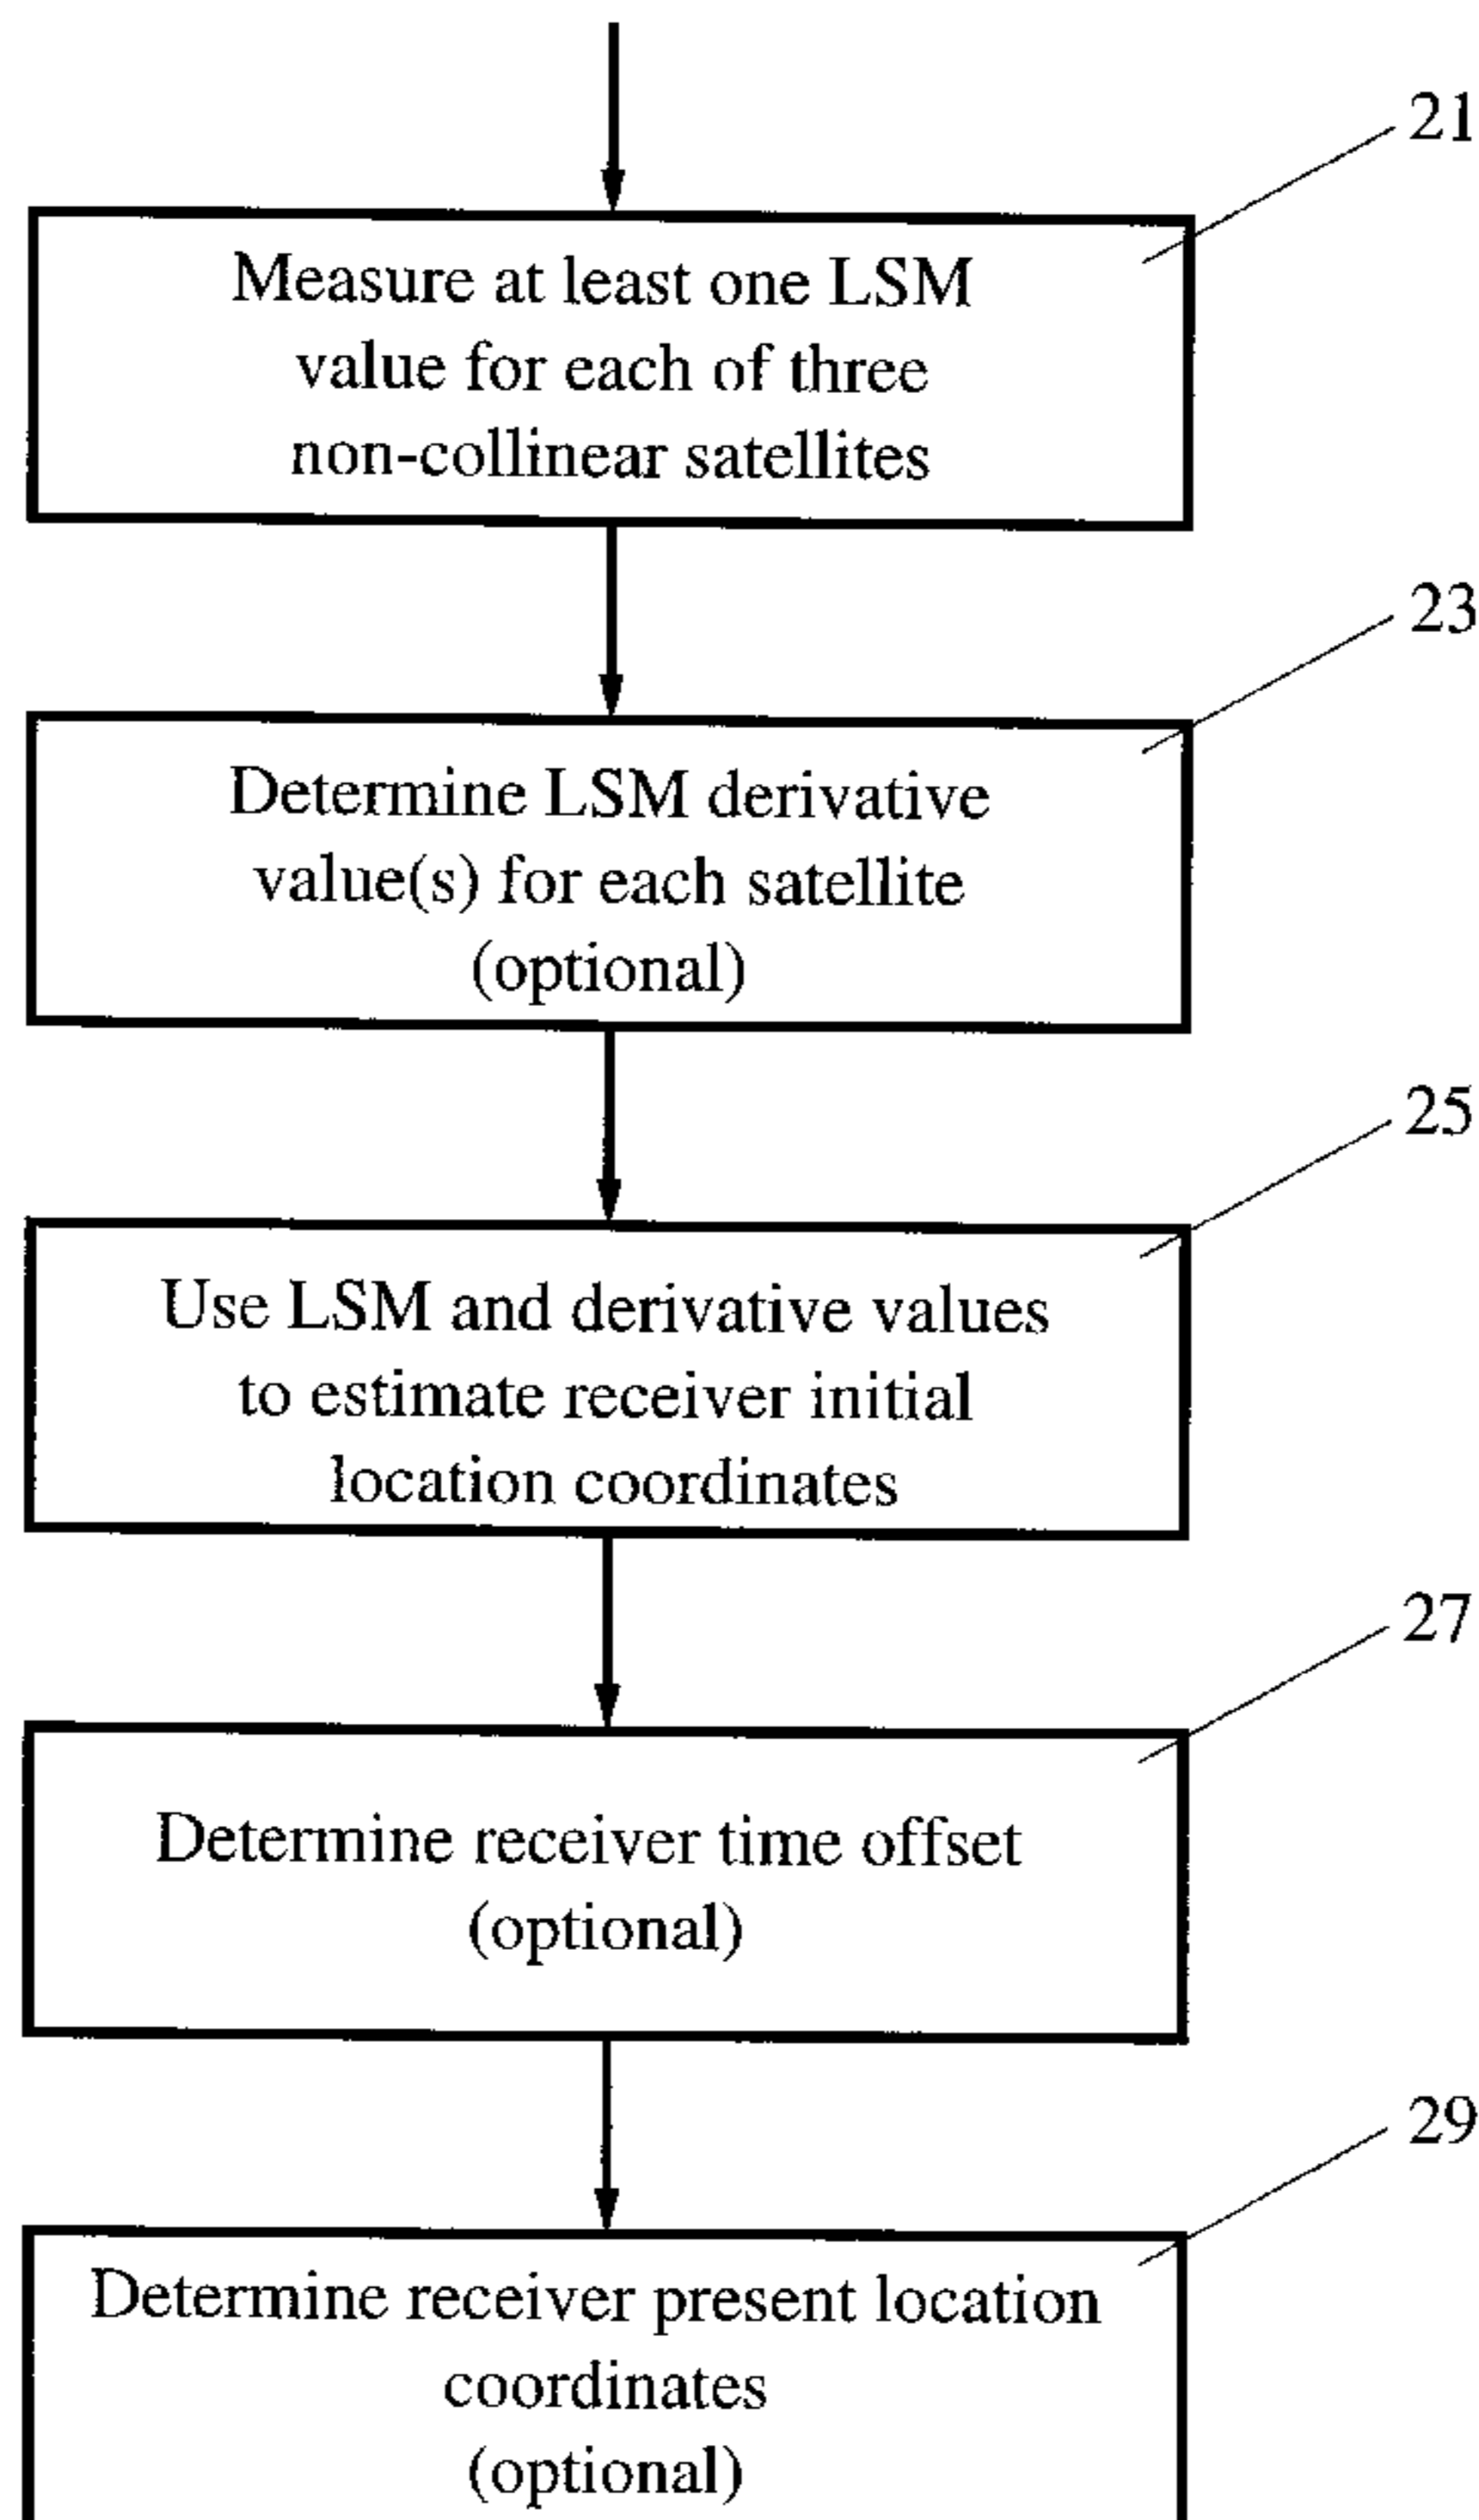 21
Measure at least one LSM
value for each of three
non-collinear satellites
23
Determine LSM derivative
value(s) for each satellite
(optional)
25
Use LSM and derivative values
to estimate receiver initial
location coordinates
27
Determine receiver time offset
(optional)
29
Determine receiver present location
coordinates
(optional)